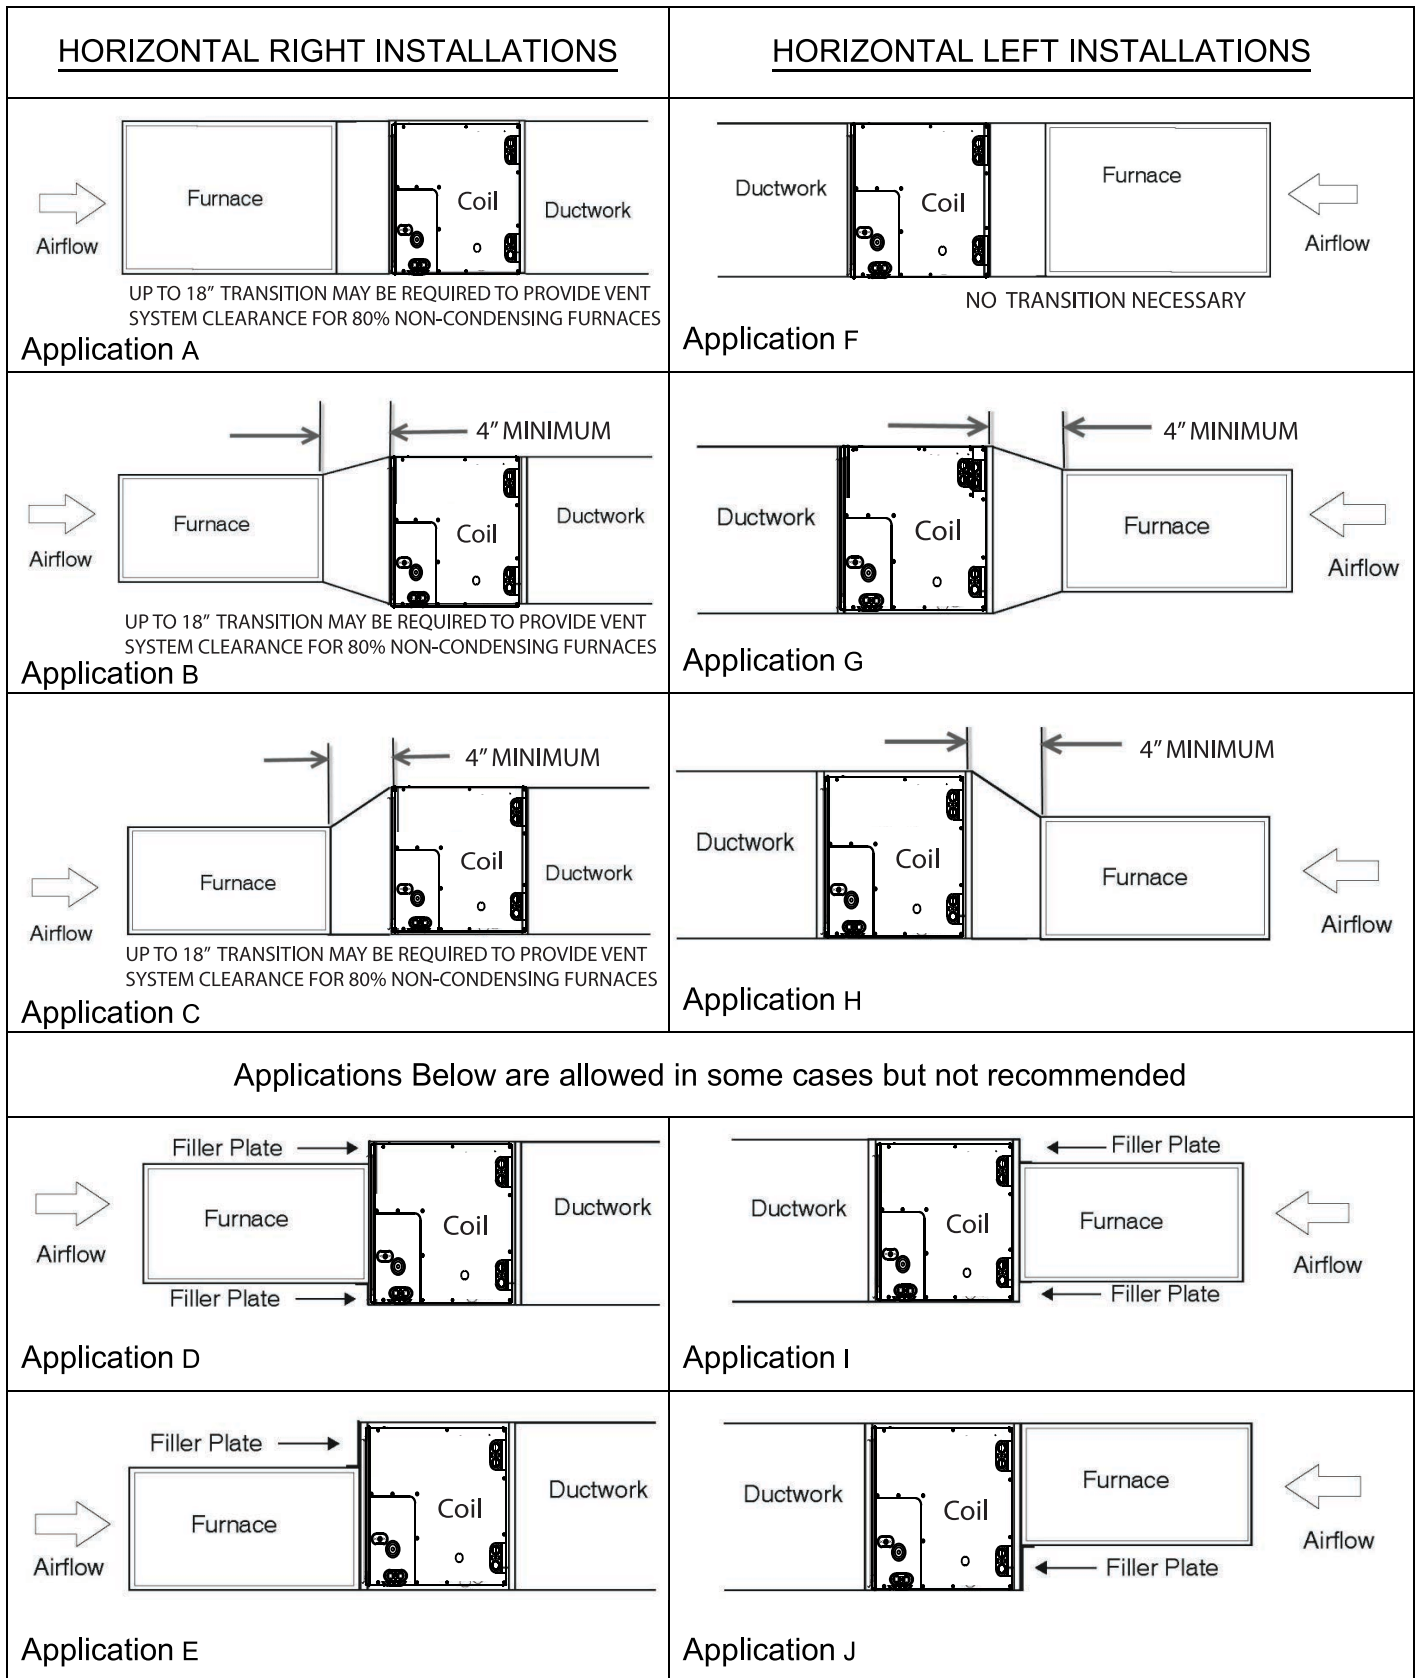 HORIZONTAL RIGHT INSTALLATIONS
HORIZONTAL LEFT INSTALLATIONS
Airflow
Furnace
Coil
Ductwork
UP TO 18" TRANSITION MAY BE REQUIRED TO PROVIDE VENT
SYSTEM CLEARANCE FOR 80% NON-CONDENSING FURNACES
Application A
Ductwork
Coil
Furnace
Airflow
NO TRANSITION NECESSARY
Application F
4" MINIMUM
Airflow
Furnace
Coil
Ductwork
UP TO 18" TRANSITION MAY BE REQUIRED TO PROVIDE VENT
SYSTEM CLEARANCE FOR 80% NON-CONDENSING FURNACES
Application B
4" MINIMUM
Ductwork
Coil
Furnace
Airflow
Application G
4" MINIMUM
Airflow
Furnace
Coil
Ductwork
UP TO 18" TRANSITION MAY BE REQUIRED TO PROVIDE VENT
SYSTEM CLEARANCE FOR 80% NON-CONDENSING FURNACES
Application C
4" MINIMUM
Ductwork
Coil
Furnace
Airflow
Application H
Applications Below are allowed in some cases but not recommended
Filler Plate
Airflow
Furnace
Coil
Ductwork
Filler Plate
Application D
Filler Plate
Ductwork
Coil
Furnace
Airflow
Filler Plate
Application I
Filler Plate
Airflow
Furnace
Coil
Ductwork
Application E
Ductwork
Coil
Furnace
Airflow
Filler Plate
Application J